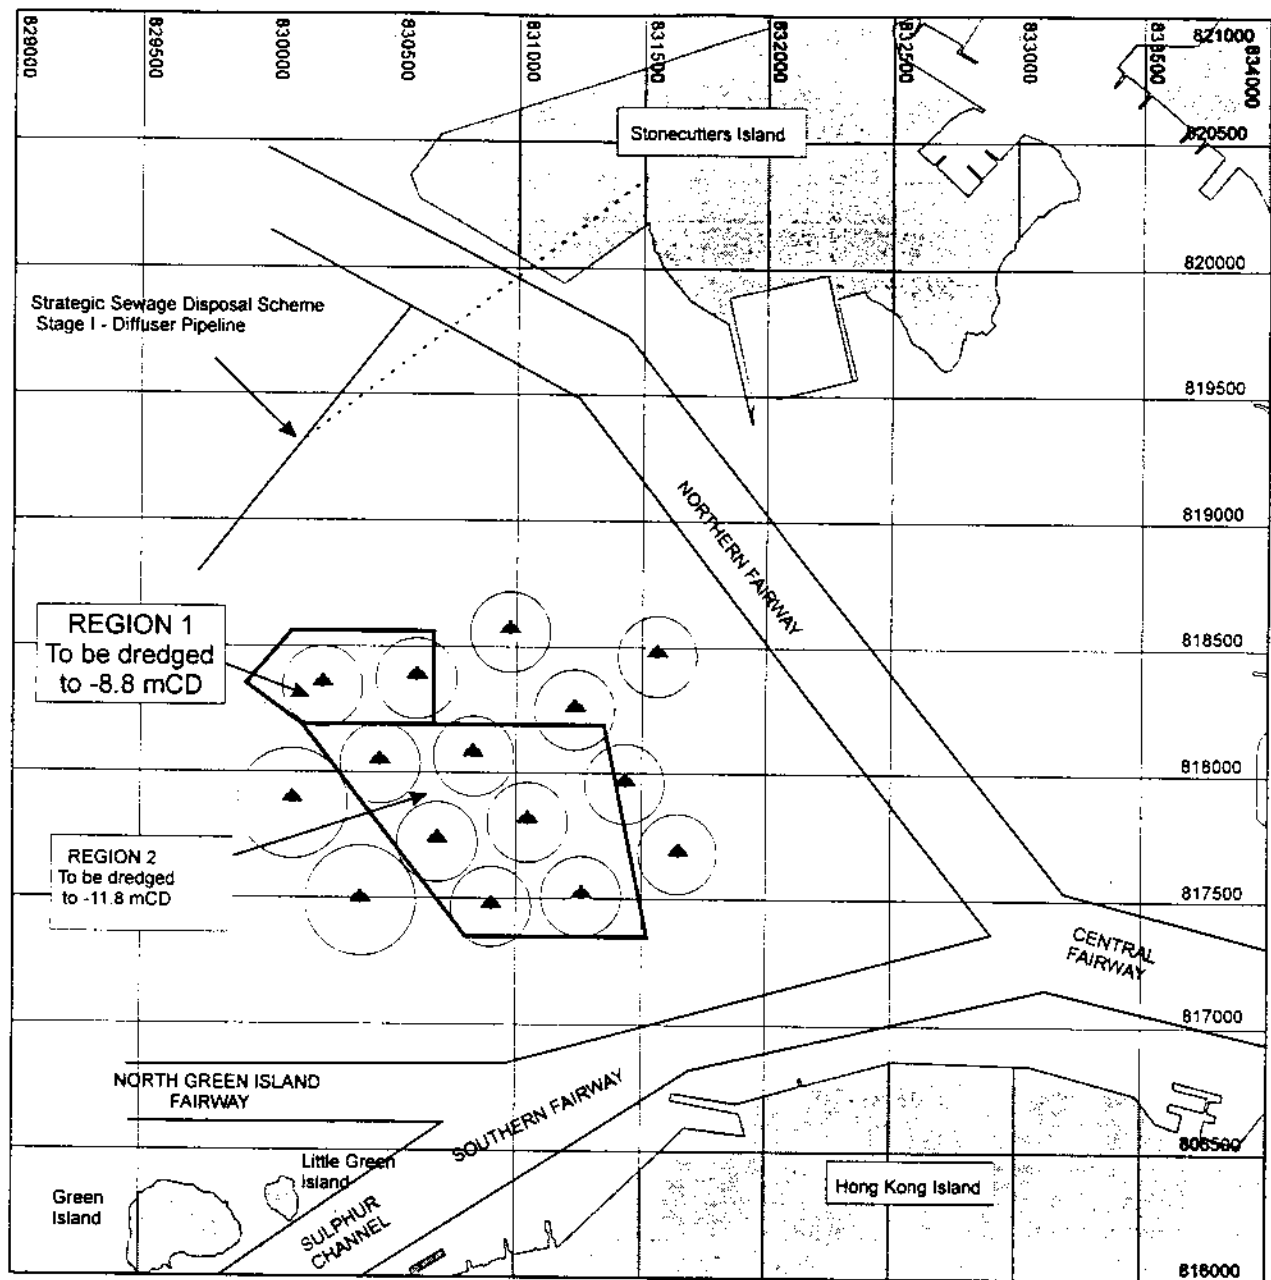 829000
829500
830000
830500
831000
831500
832000
832500
833000
833500
834000
821000
Stonecutters Island
820500
820000
Strategic Sewage Disposal Scheme
Stage I - Diffuser Pipeline
819500
NORTHERN FAIRWAY
819000
REGION 1
To be dredged
to -8.8 mCD
818500
818000
REGION 2
To be dredged
to -11.8 mCD
817500
CENTRAL
FAIRWAY
817000
NORTH GREEN ISLAND
FAIRWAY
SOUTHERN FAIRWAY
806500
Little Green
Island
Green
Island
SULPHUR
CHANNEL
Hong Kong Island
816000